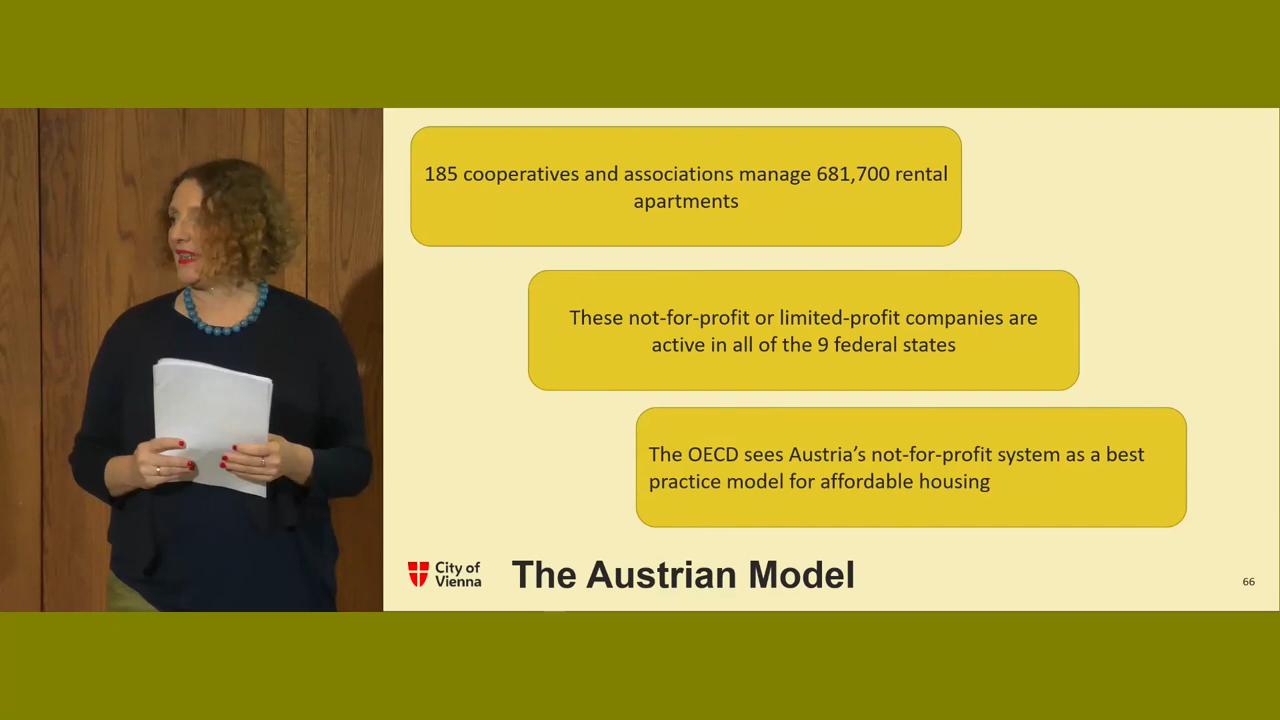 185 cooperatives and associations manage 681,700 rental
apartments
These not-for-profit or limited-profit companies are
active in all of the 9 federal states
The OECD sees Austria’s not-for-profit system as a best
practice model for affordable housing
City of
Vienna
The Austrian Model
66